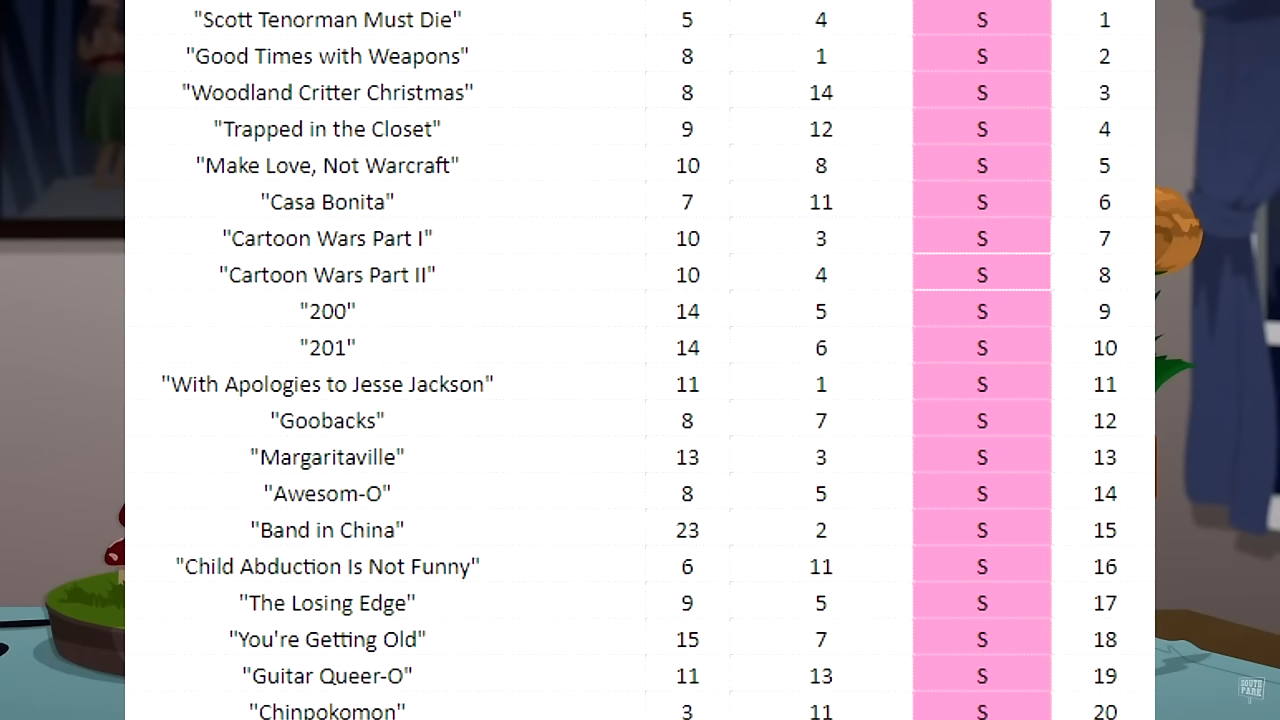 "Scott Tenorman Must Die" 5 4 S 1
"Good Times with Weapons" 8 1 S 2
"Woodland Critter Christmas" 8 14 S 3
"Trapped in the Closet" 9 12 S 4
"Make Love, Not Warcraft" 10 8 S 5
"Casa Bonita" 7 11 S 6
"Cartoon Wars Part I" 10 3 S 7
"Cartoon Wars Part II" 10 4 S 8
"200" 14 5 S 9
"201" 14 6 S 10
"With Apologies to Jesse Jackson" 11 1 S 11
"Goobacks" 8 7 S 12
"Margaritaville" 13 3 S 13
"Awesom-O" 8 5 S 14
"Band in China" 23 2 S 15
"Child Abduction Is Not Funny" 6 11 S 16
"The Losing Edge" 9 5 S 17
"You're Getting Old" 15 7 S 18
"Guitar Queer-O" 11 13 S 19
"Chinpokomon" 3 11 S 20
SOUTH
PARK